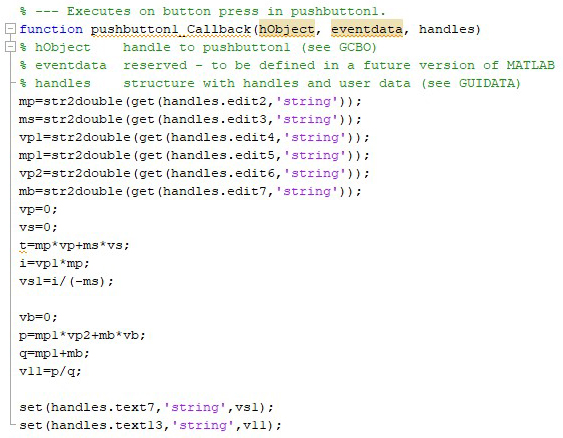 % --- Executes on button press in pushbutton1.
function pushbutton1_Callback(hObject, eventdata, handles)
% hObject    handle to pushbutton1 (see GCBO)
% eventdata  reserved - to be defined in a future version of MATLAB
% handles    structure with handles and user data (see GUIDATA)
mp=str2double(get(handles.edit2,'string'));
ms=str2double(get(handles.edit3,'string'));
vp1=str2double(get(handles.edit4,'string'));
mp1=str2double(get(handles.edit5,'string'));
vp2=str2double(get(handles.edit6,'string'));
mb=str2double(get(handles.edit7,'string'));
vp=0;
vs=0;
t=mp*vp+ms*vs;
i=vp1*mp;
vs1=i/(-ms);
vb=0;
p=mp1*vp2+mb*vb;
q=mp1+mb;
v11=p/q;
set(handles.text7,'string',vs1);
set(handles.text13,'string',v11);